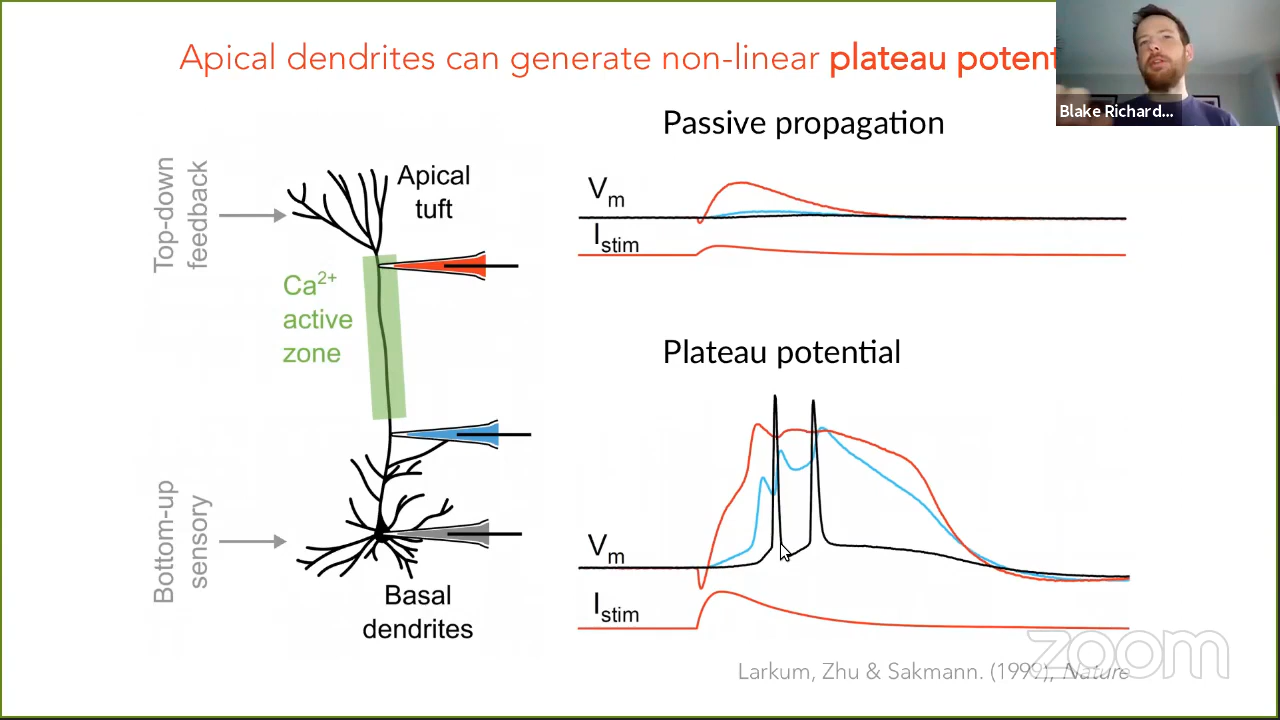 Apical dendrites can generate non-linear plateau potent
Blake Richard...
Passive propagation
Top-down
feedback
Apical
tuft
Vm
Istim
Ca2+
active
zone
Plateau potential
Bottom-up
sensory
Vm
Basal
dendrites
Istim
zoom
Larkum, Zhu & Sakmann. (1999), Nature